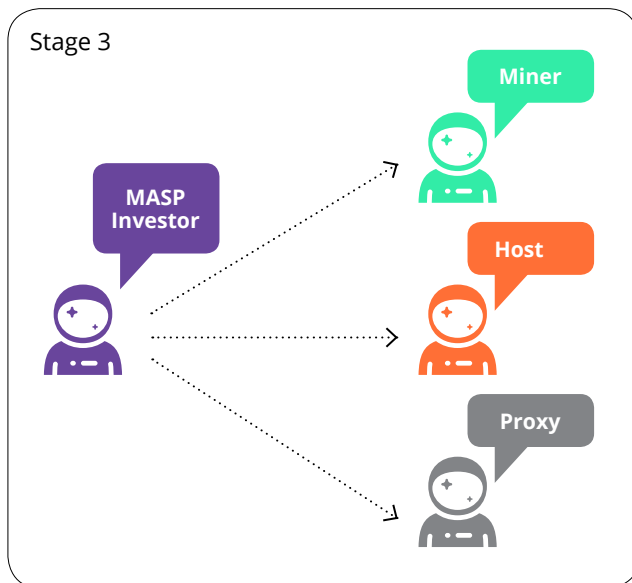 Stage 3
Miner
MASP
Investor
Host
Proxy